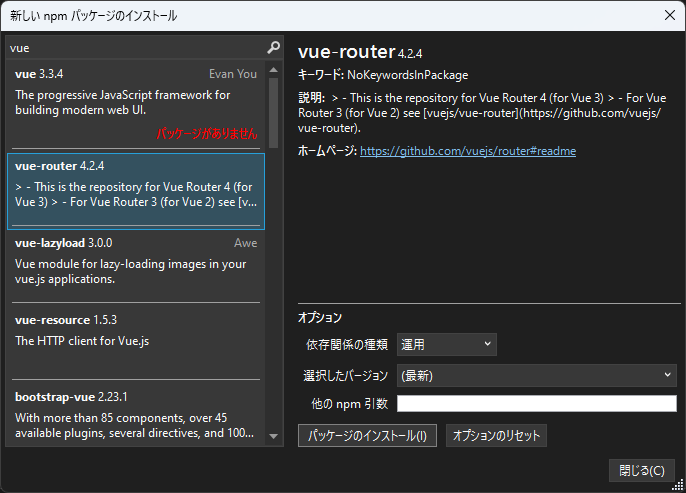 新しい npm パッケージのインストール
vue
vue 3.3.4 Evan You
The progressive JavaScript framework for
building modern web UI.
パッケージがありません
vue-router 4.2.4
> - This is the repository for Vue Router 4 (for
Vue 3) > - For Vue Router 3 (for Vue 2) see [v...
vue-lazyload 3.0.0 Awe
Vue module for lazy-loading images in your
vue.js applications.
vue-resource 1.5.3
The HTTP client for Vue.js
bootstrap-vue 2.23.1
With more than 85 components, over 45
available plugins, several directives, and 100...
vue-router 4.2.4
キーワード: NoKeywordsInPackage
説明: > - This is the repository for Vue Router 4 (for Vue 3) > - For Vue
Router 3 (for Vue 2) see [vuejs/vue-router](https://github.com/vuejs/
vue-router).
ホームページ: https://github.com/vuejs/router#readme
オプション
依存関係の種類 運用
選択したバージョン (最新)
他の npm 引数
パッケージのインストール(I) オプションのリセット
閉じる(C)